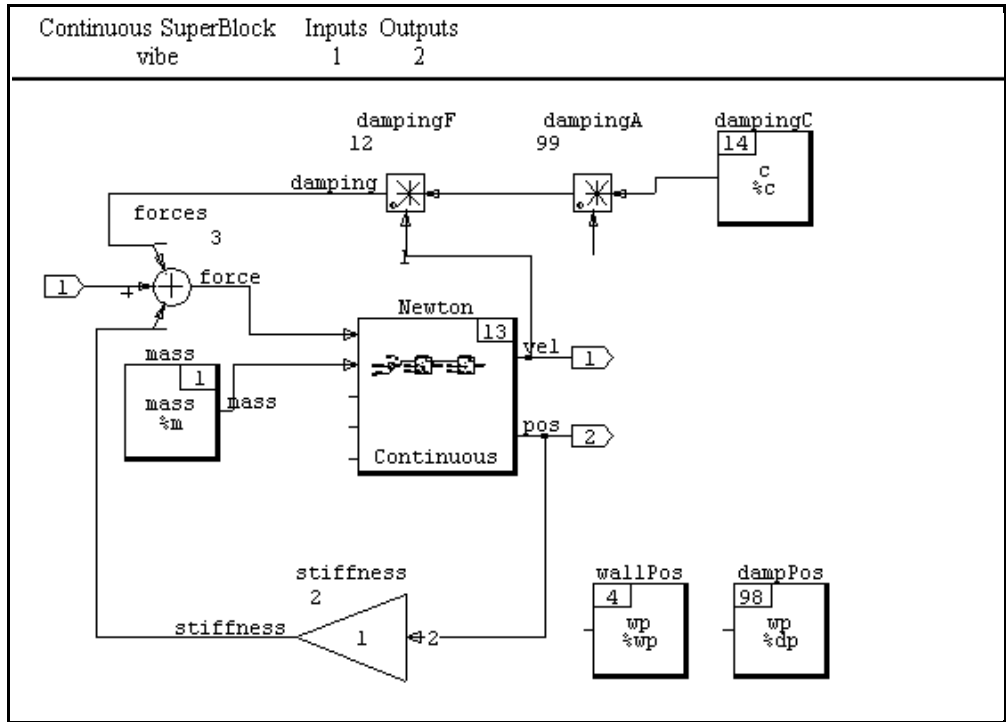 Continuous SuperBlock Inputs Outputs
vibe 1 2
dampingF dampingA dampingC
12 99 14
c
%c
damping
forces
3
1
1
+
force
Newton
13
vel
1
mass
1
mass
mass
%m
pos
2
Continuous
stiffness
2
wallPos dampPos
4 98
stiffness
1
2
wp
%wp
wp
%dp